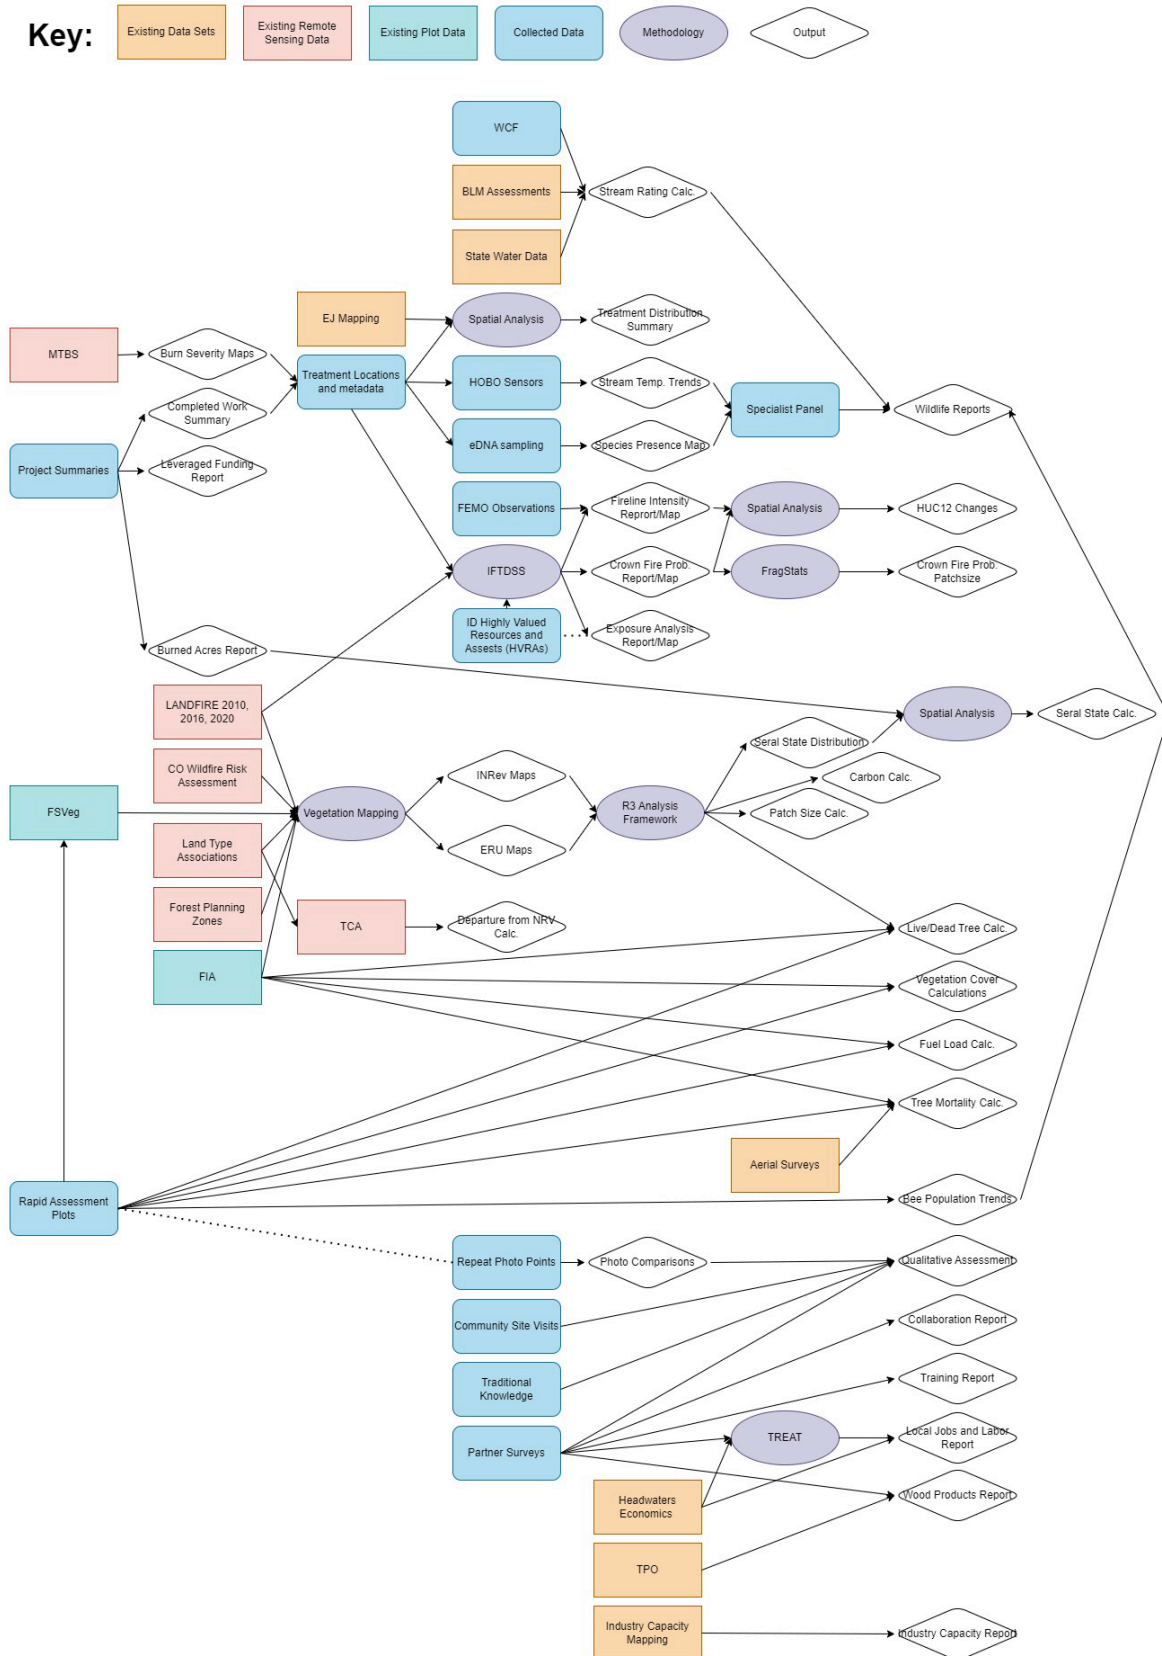 Key:
Existing Data Sets
Existing Remote
Sensing Data
Existing Plot Data
Collected Data
Methodology
Output
WCF
BLM Assessments
Stream Rating Calc.
State Water Data
EJ Mapping
Spatial Analysis
Treatment Distribution
Summary
MTBS
Burn Severity Maps
Treatment Locations
and metadata
HOBO Sensors
Stream Temp. Trends
Completed Work
Summary
Specialist Panel
Wildlife Reports
eDNA sampling
Species Presence Map
Project Summaries
Leveraged Funding
Report
FEMO Observations
Fireline Intensity
Reprort/Map
Spatial Analysis
HUC12 Changes
IFTDSS
Crown Fire Prob.
Report/Map
FragStats
Crown Fire Prob.
Patchsize
ID Highly Valued
Resources and
Assests (HVRAs)
Exposure Analysis
Report/Map
Burned Acres Report
LANDFIRE 2010,
2016, 2020
Spatial Analysis
Seral State Calc.
Seral State Distribution
CO Wildfire Risk
Assessment
INRev Maps
Carbon Calc.
FSVeg
Vegetation Mapping
R3 Analysis
Framework
Patch Size Calc.
Land Type
Associations
ERU Maps
Forest Planning
Zones
TCA
Departure from NRV
Calc.
Live/Dead Tree Calc.
FIA
Vegetation Cover
Calculations
Fuel Load Calc.
Tree Mortality Calc.
Aerial Surveys
Rapid Assessment
Plots
Bee Population Trends
Repeat Photo Points
Photo Comparisons
Qualitative Assessment
Community Site Visits
Collaboration Report
Traditional
Knowledge
Training Report
Partner Surveys
TREAT
Local Jobs and Labor
Report
Headwaters
Economics
Wood Products Report
TPO
Industry Capacity
Mapping
Industry Capacity Report